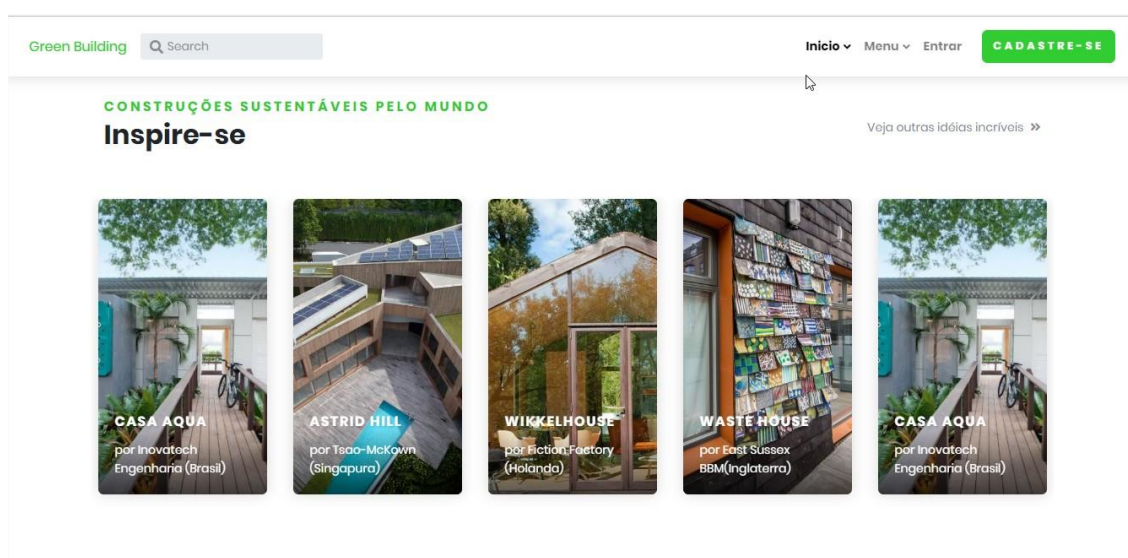 Green Building
Search
Inicio
Menu
Entrar
CADASTRE-SE
CONSTRUÇÕES SUSTENTÁVEIS PELO MUNDO
Inspire-se
Veja outras idéias incríveis »
CASA AQUA
por Inovatech
Engenharia (Brasil)
ASTRID HILL
por Tsao-McKown
(Singapura)
WIKKELHOUSE
por Fiction Factory
(Holanda)
WASTE HOUSE
por East Sussex
BBM(Inglaterra)
CASA AQUA
por Inovatech
Engenharia (Brasil)